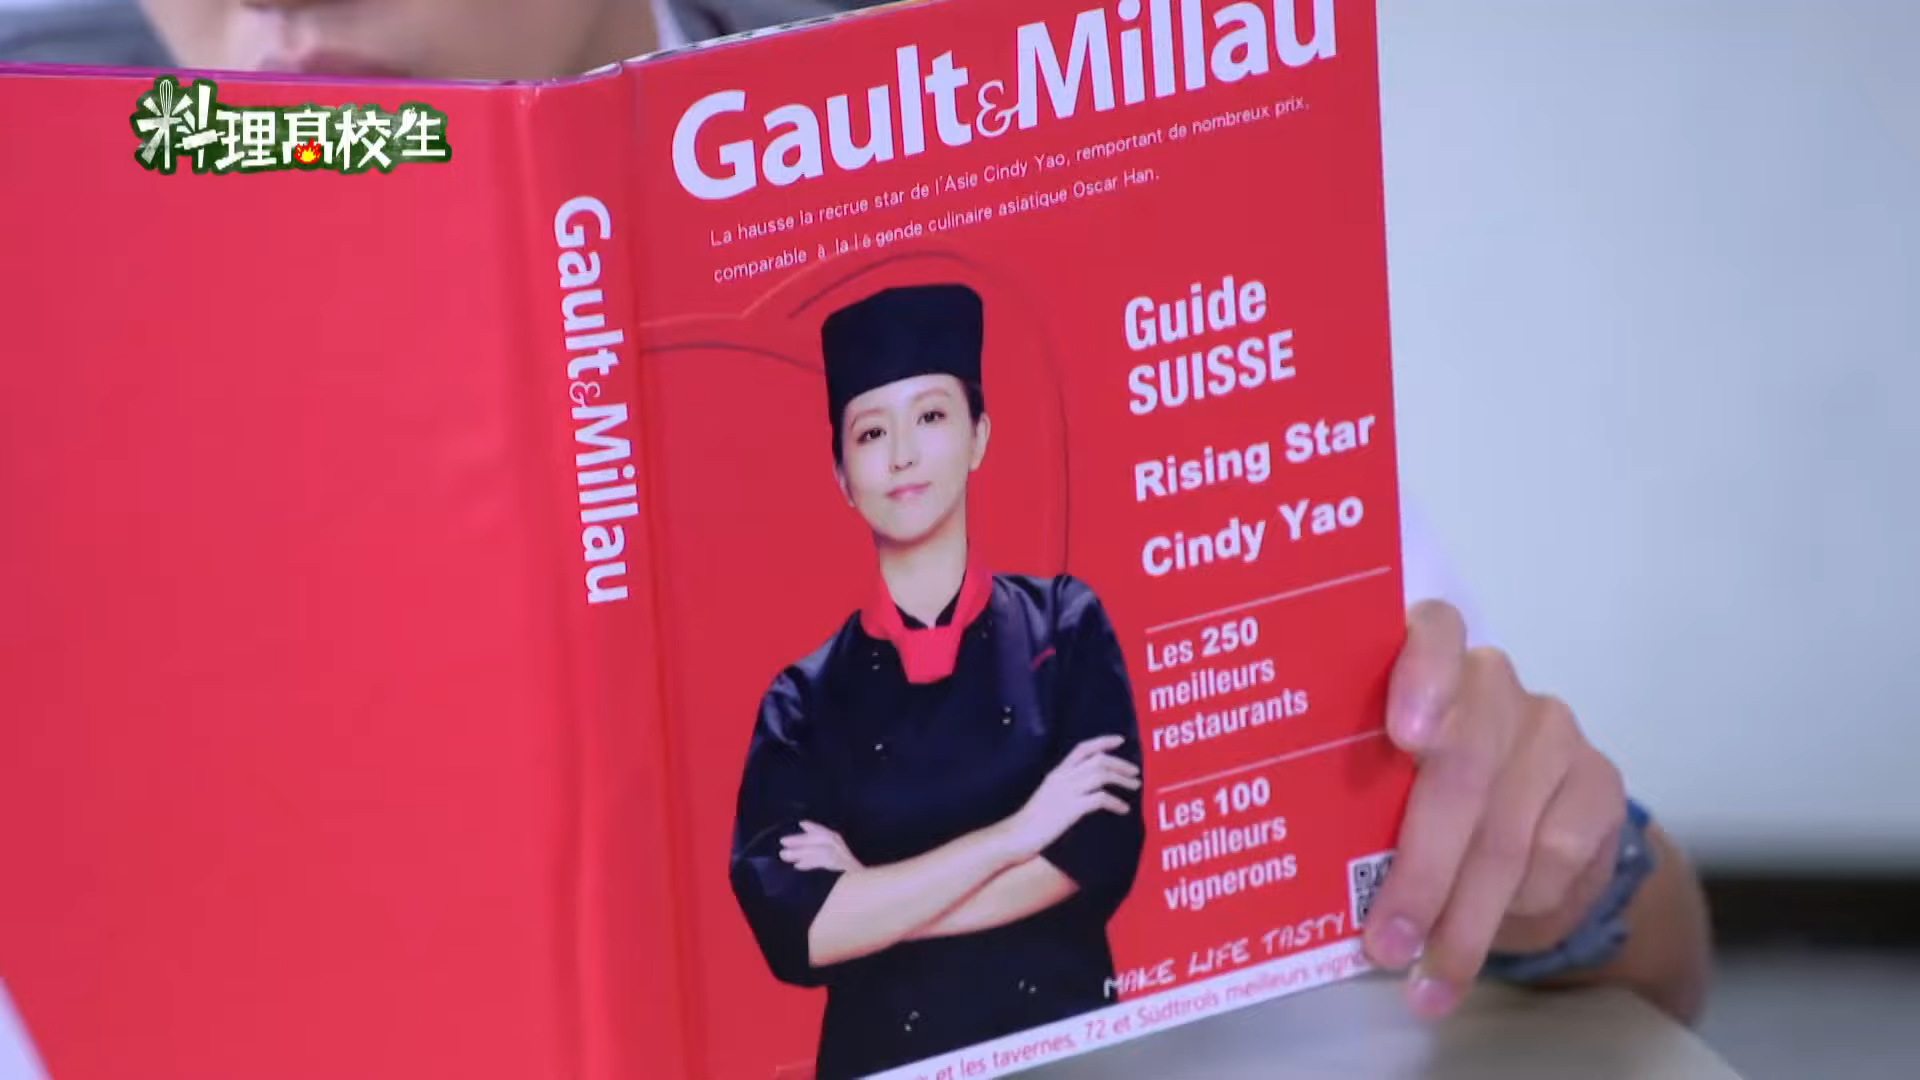 料理高校生
Gault&Millau
Gault&Millau
La hausse la recrue star de l'Asie Cindy Yao, remportant de nombreux prix,
comparable à la lé gende culinaire asiatique Oscar Han.
Guide
SUISSE
Rising Star
Cindy Yao
Les 250
meilleurs
restaurants
Les 100
meilleurs
vignerons
MAKE LIFE TASTY
et les tavernes, 72 et Südtirols meilleurs